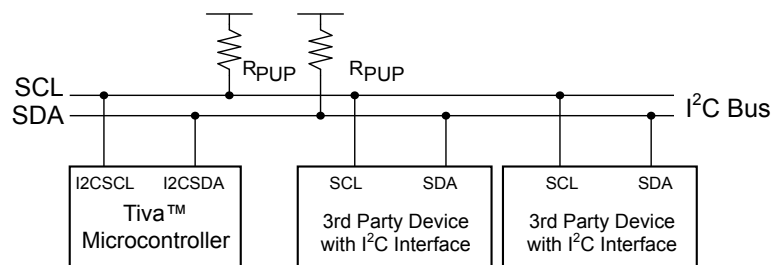 RPUP RPUP
SCL
SDA
I²C Bus
I2CSCL I2CSDA SCL SDA SCL SDA
Tiva™
Microcontroller
3rd Party Device
with I²C Interface
3rd Party Device
with I²C Interface